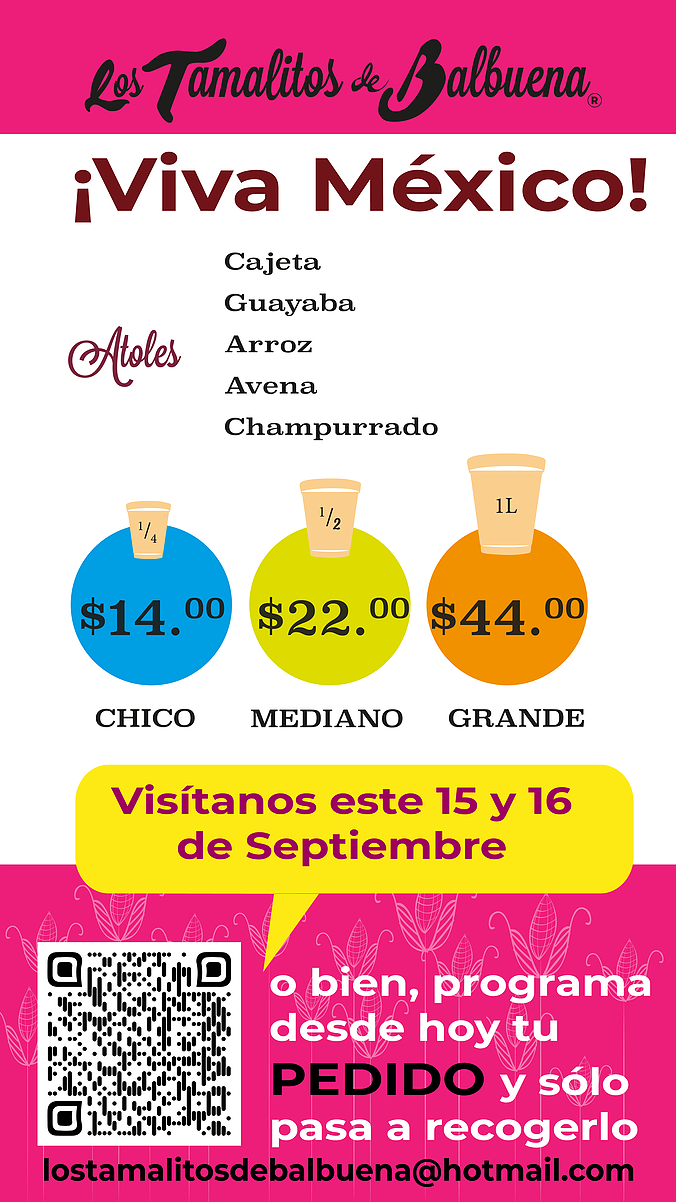 Los Tamalitos de Balbuena®
¡Viva México!
Cajeta
Guayaba
Atoles
Arroz
Avena
Champurrado
1/4
1/2
1L
$14.00
$22.00
$44.00
CHICO
MEDIANO
GRANDE
Visítanos este 15 y 16
de Septiembre
o bien, programa
desde hoy tu
PEDIDO y sólo
pasa a recogerlo
lostamalitosdebalbuena@hotmail.com